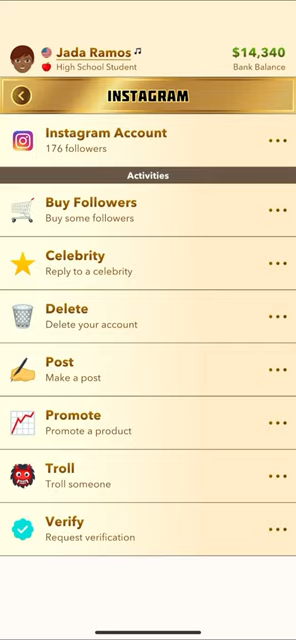 Jada Ramos
$14,340
High School Student
Bank Balance
INSTAGRAM
Instagram Account
176 followers
Activities
Buy Followers
Buy some followers
Celebrity
Reply to a celebrity
Delete
Delete your account
Post
Make a post
Promote
Promote a product
Troll
Troll someone
Verify
Request verification